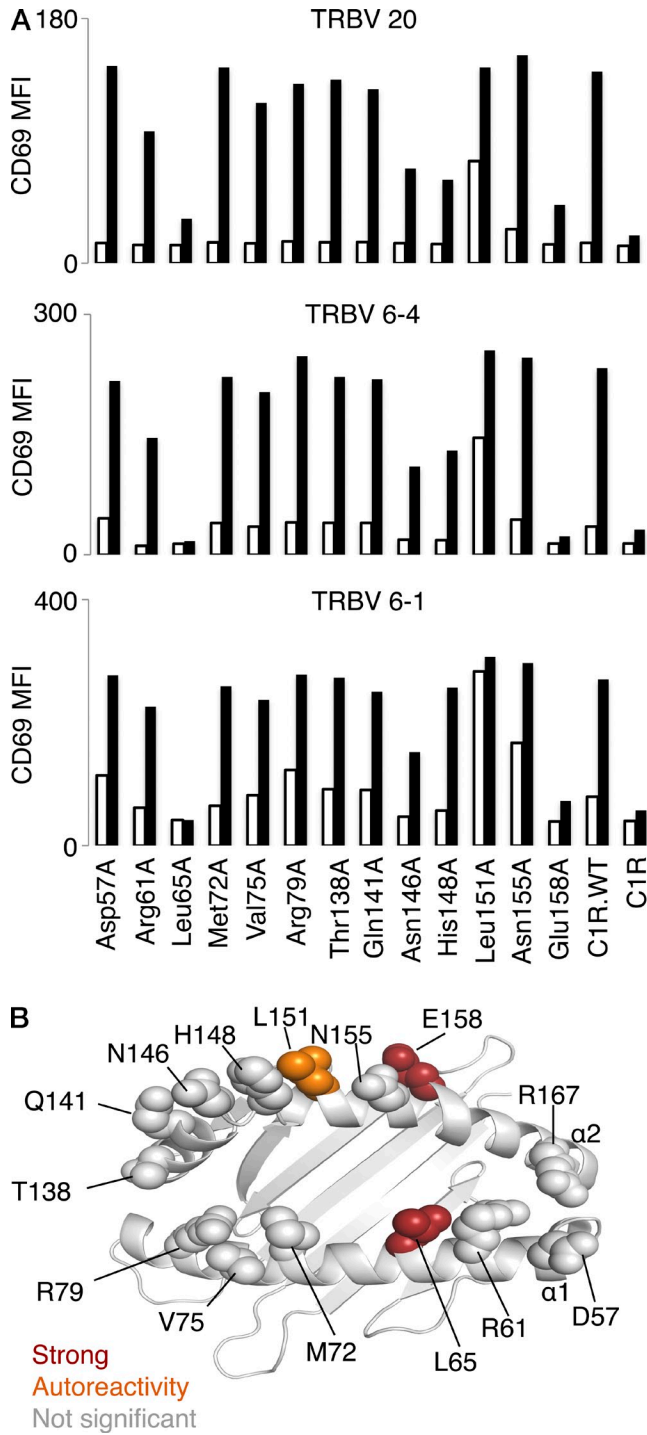 A
TRBV 20
180
CD69 MFI
0
TRBV 6-4
300
CD69 MFI
0
TRBV 6-1
400
CD69 MFI
0
Asp57A
Arg61A
Leu65A
Met72A
Val75A
Arg79A
Thr138A
Gln141A
Asn146A
His148A
Leu151A
Asn155A
Glu158A
C1R.WT
C1R
B
L151
E158
H148
N155
N146
Q141
R167
α2
T138
R79
V75
M72
L65
R61
α1
D57
Strong
Autoreactivity
Not significant